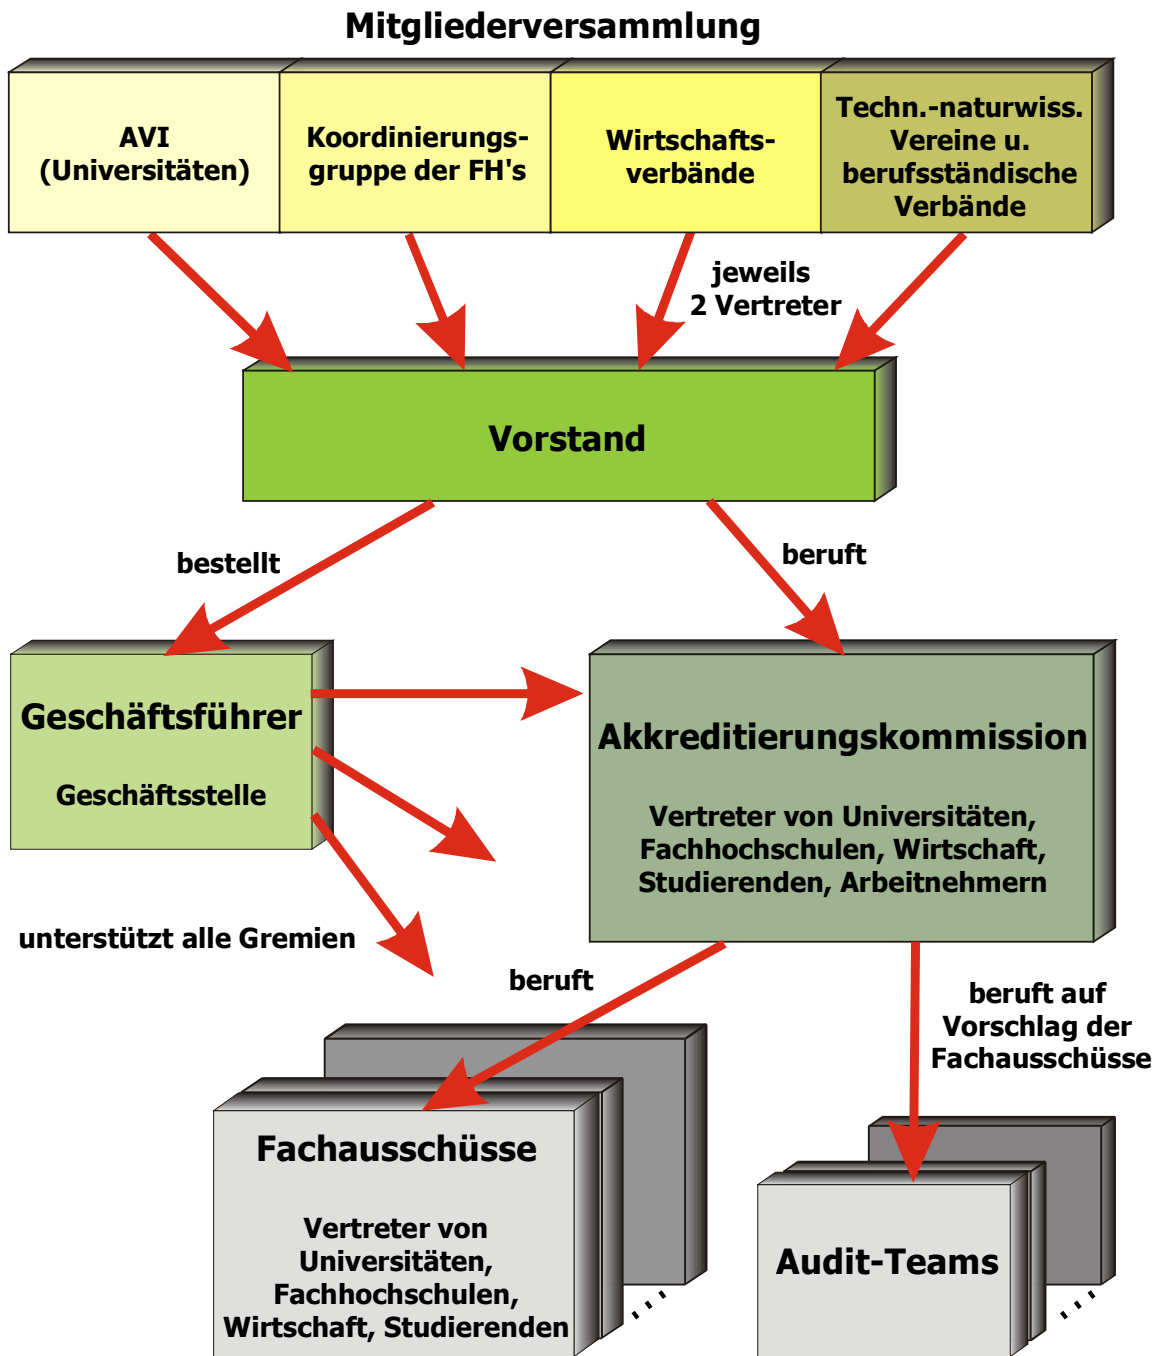 Mitgliederversammlung
AVI
(Universitäten)
Koordinierungs-
gruppe der FH's
Wirtschafts-
verbände
Techn.-naturwiss.
Vereine u.
berufsständische
Verbände
jeweils
2 Vertreter
Vorstand
bestellt
beruft
Geschäftsführer
Geschäftsstelle
Akkreditierungskommission
Vertreter von Universitäten,
Fachhochschulen, Wirtschaft,
Studierenden, Arbeitnehmern
unterstützt alle Gremien
beruft
beruft auf
Vorschlag der
Fachausschüsse
Fachausschüsse
Vertreter von
Universitäten,
Fachhochschulen,
Wirtschaft, Studierenden
Audit-Teams